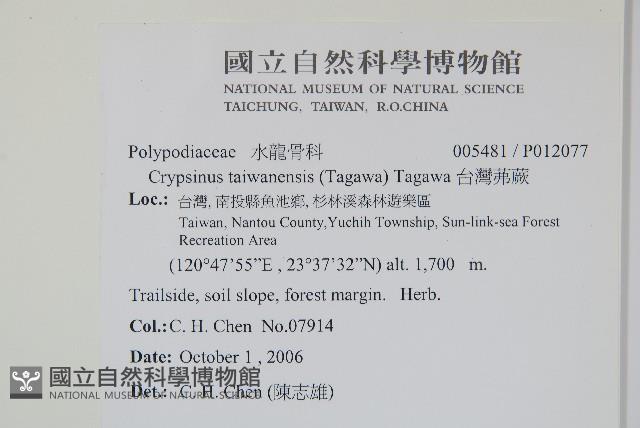 國立自然科學博物館
NATIONAL MUSEUM OF NATURAL SCIENCE
TAICHUNG, TAIWAN, R.O.CHINA
Polypodiaceae 水龍骨科 005481 / P012077
Crypsinus taiwanensis (Tagawa) Tagawa 台灣茀蕨
Loc.: 台灣, 南投縣魚池鄉, 杉林溪森林遊樂區
Taiwan, Nantou County,Yuchih Township, Sun-link-sea Forest
Recreation Area
(120°47'55"E , 23°37'32"N) alt. 1,700 m.
Trailside, soil slope, forest margin. Herb.
Col.: C. H. Chen No.07914
Date: October 1 , 2006
Det.: C. H. Chen (陳志雄)
國立自然科學博物館
NATIONAL MUSEUM OF NATURAL SCIENCE